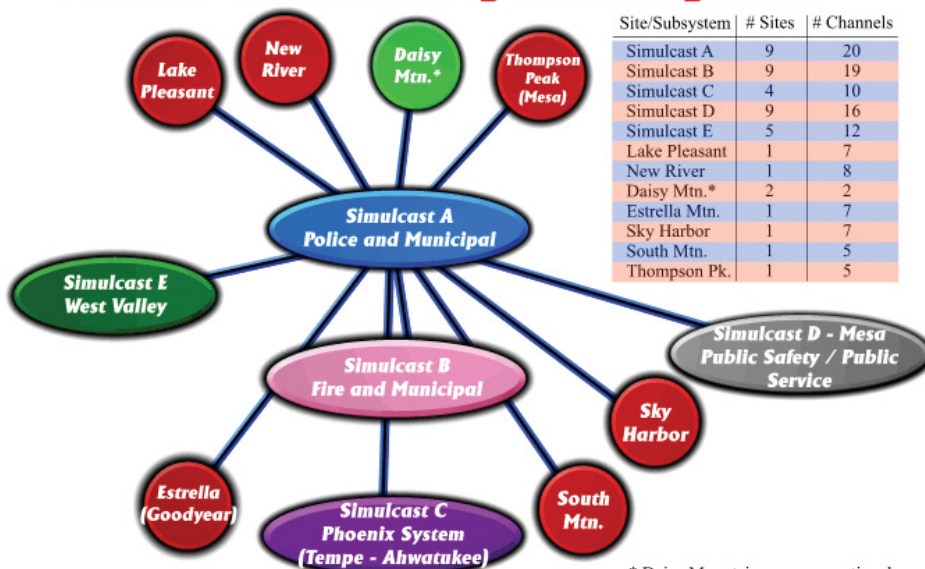 Lake
Pleasant
New
River
Daisy
Mtn.*
Thompson
Peak
(Mesa)
Site/Subsystem # Sites # Channels
Simulcast A 9 20
Simulcast B 9 19
Simulcast C 4 10
Simulcast D 9 16
Simulcast E 5 12
Lake Pleasant 1 7
New River 1 8
Daisy Mtn.* 2 2
Estrella Mtn. 1 7
Sky Harbor 1 7
South Mtn. 1 5
Thompson Pk. 1 5
Simulcast A
Police and Municipal
Simulcast E
West Valley
Simulcast D - Mesa
Public Safety / Public
Service
Simulcast B
Fire and Municipal
Sky
Harbor
Estrella
(Goodyear)
Simulcast C
Phoenix System
(Tempe - Ahwatukee)
South
Mtn.